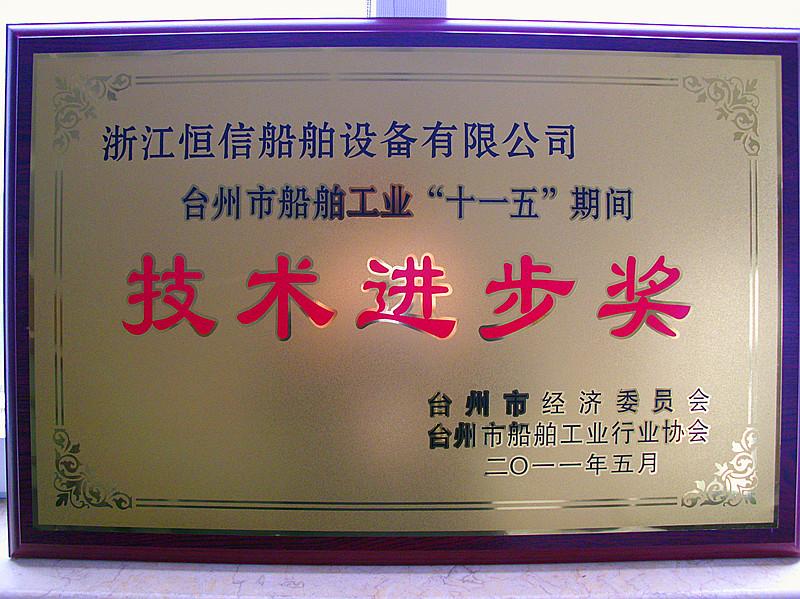 浙江恒信船舶设备有限公司
台州市船舶工业“十一五”期间
技术进步奖
台州市经济委员会
台州市船舶工业行业协会
二〇一一年五月